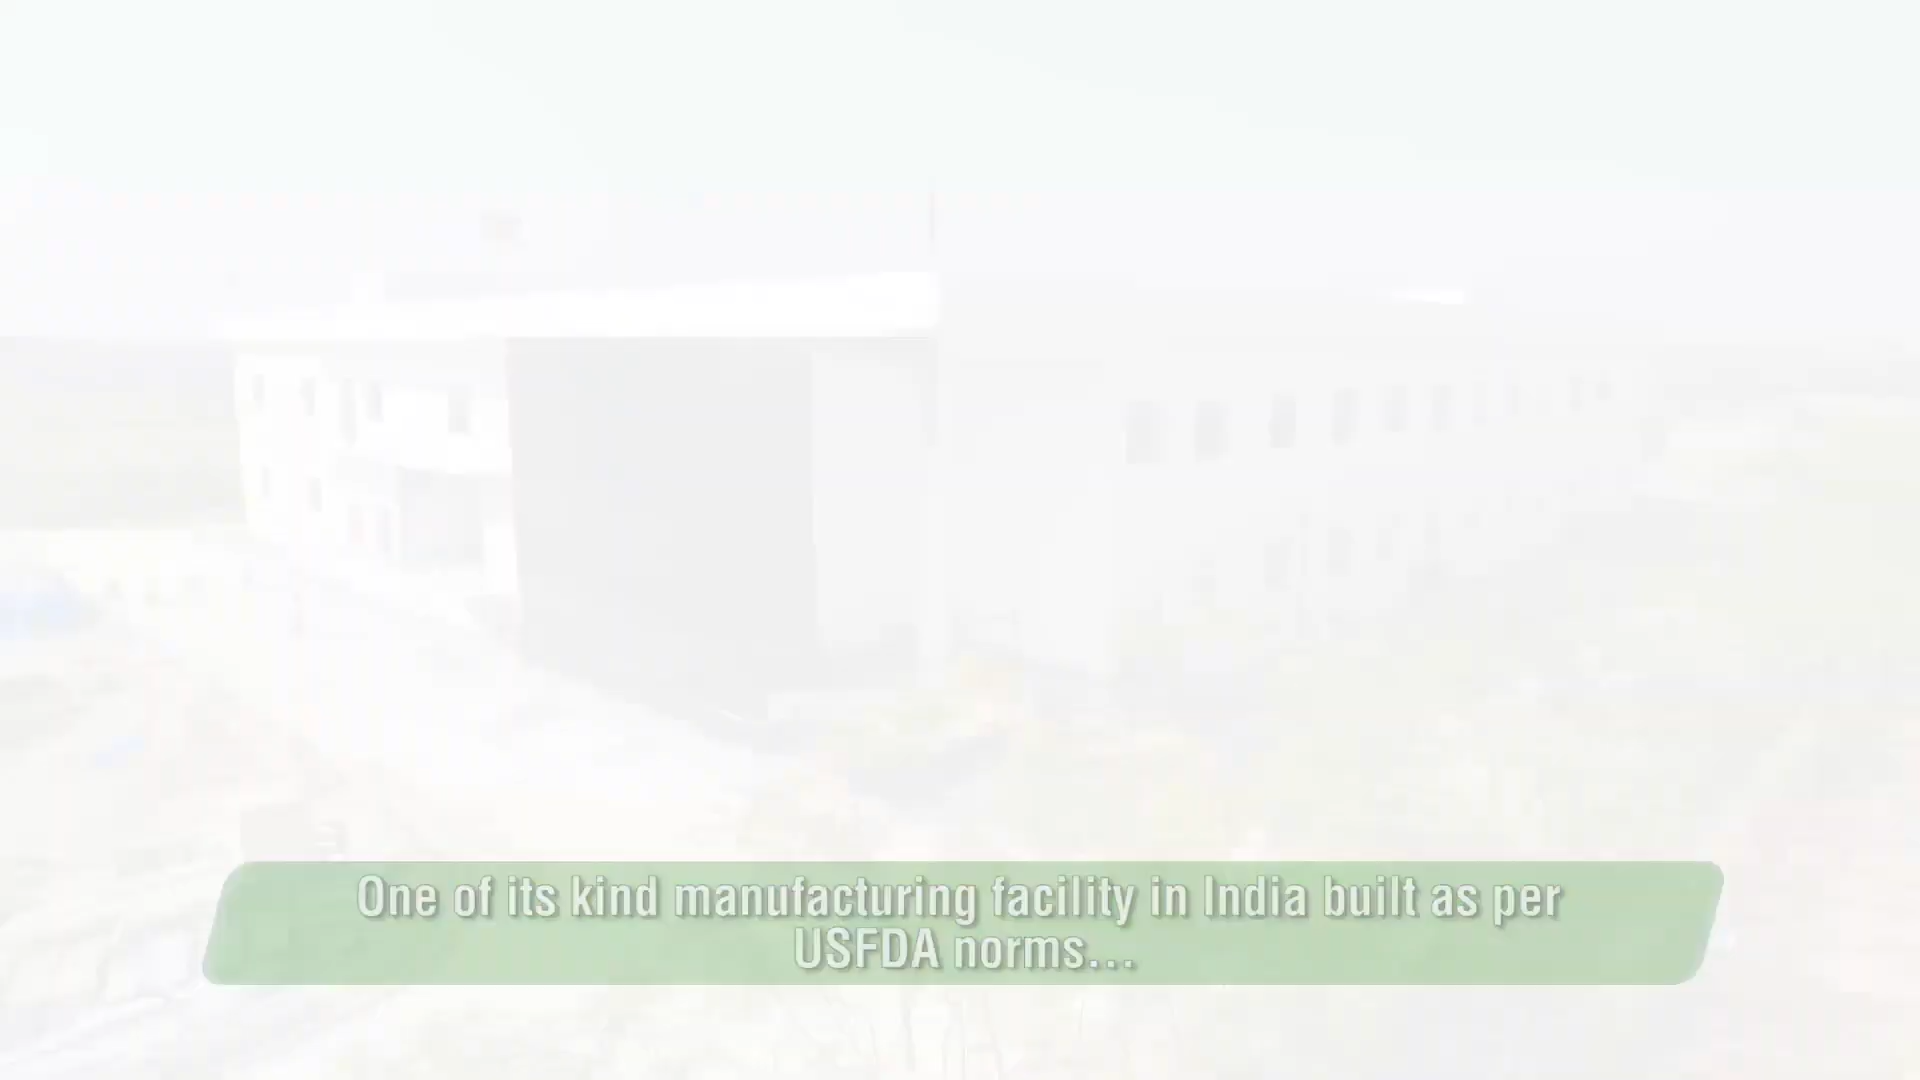 One of its kind manufacturing facility in India built as per
USFDA norms...